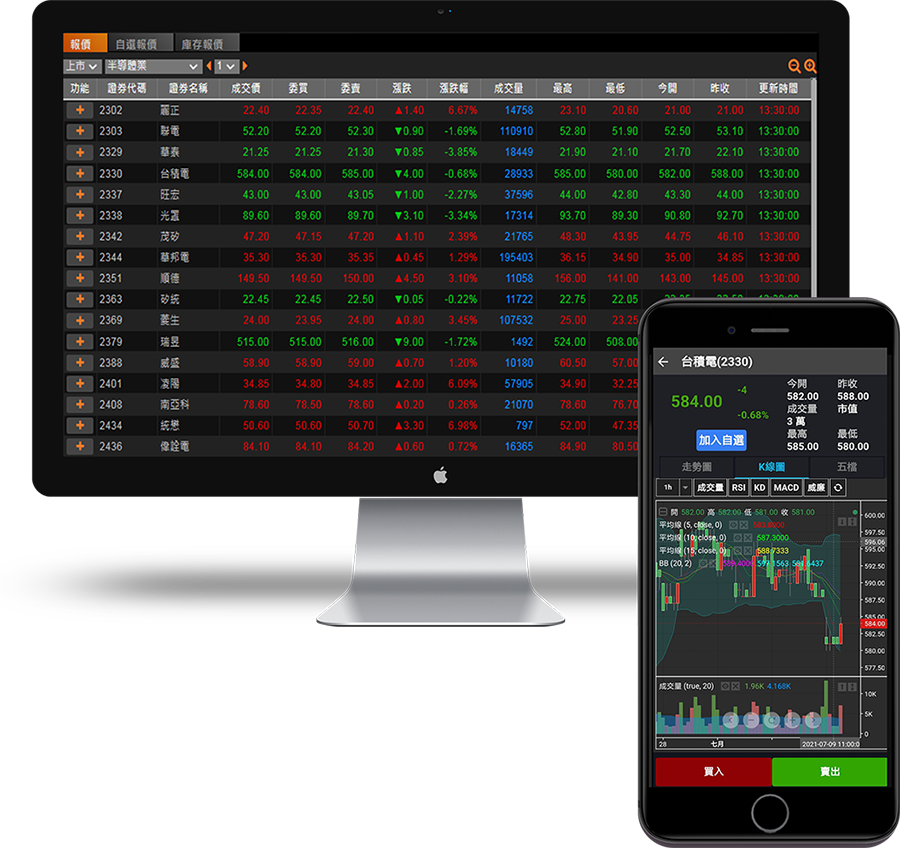 報價 自選報價 庫存報價
上市 半導體業 1
功能 證券代碼 證券名稱 成交價 委買 委賣 漲跌 漲跌幅 成交量 最高 最低 今開 昨收 更新時間
+ 2302 麗正 22.40 22.35 22.40 ▲1.40 6.67% 14758 23.10 20.60 21.00 21.00 13:30:00
+ 2303 聯電 52.20 52.20 52.30 ▼0.90 -1.69% 110910 52.80 51.90 52.50 53.10 13:30:00
+ 2329 華泰 21.25 21.25 21.30 ▼0.85 -3.85% 18449 21.90 21.10 21.70 22.10 13:30:00
+ 2330 台積電 584.00 584.00 585.00 ▼4.00 -0.68% 28933 585.00 580.00 582.00 588.00 13:30:00
+ 2337 旺宏 43.00 43.00 43.05 ▼1.00 -2.27% 37596 44.00 42.80 43.30 44.00 13:30:00
+ 2338 光罩 89.60 89.60 89.70 ▼3.10 -3.34% 17314 93.70 89.30 90.80 92.70 13:30:00
+ 2342 茂矽 47.20 47.15 47.20 ▲1.10 2.39% 21765 48.30 43.95 44.75 46.10 13:30:00
+ 2344 華邦電 35.30 35.30 35.35 ▲0.45 1.29% 195403 36.15 34.90 35.00 34.85 13:30:00
+ 2351 順德 149.50 149.50 150.00 ▲4.50 3.10% 11058 156.00 141.00 143.00 145.00 13:30:00
+ 2363 矽統 22.45 22.45 22.50 ▼0.05 -0.22% 11722 22.75 22.05
+ 2369 菱生 24.00 23.95 24.00 ▲0.80 3.45% 107532 25.00 23.25
+ 2379 瑞昱 515.00 515.00 516.00 ▼9.00 -1.72% 1492 524.00 508.00
+ 2388 威盛 58.90 58.90 59.00 ▲0.70 1.20% 10180 60.50 57.00
+ 2401 凌陽 34.85 34.80 34.85 ▲2.00 6.09% 57905 34.90 32.25
+ 2408 南亞科 78.60 78.50 78.60 ▲0.20 0.26% 21070 78.60 76.70
+ 2434 統懋 50.60 50.60 50.70 ▲3.30 6.98% 797 52.00 47.35
+ 2436 偉詮電 84.10 84.10 84.20 ▲0.60 0.72% 16365 84.90 80.50
← 台積電(2330)
584.00 -4 -0.68%
今開 昨收
582.00 588.00
成交量 市值
3 萬
最高 最低
585.00 580.00
加入自選
走勢圖 K線圖 五檔
1h 成交量 RSI KD MACD 威廉
開 582.00 高 582.00 低 581.00 收 581.00
平均線 (5, close, 0)
平均線 (10, close, 0) 587.3000
平均線 (15, close, 0) 588.7333
BB (20, 2)
600.00
597.50
596.06
595.00
592.50
590.00
587.50
585.00
584.00
582.50
580.00
577.50
成交量 (true, 20) 1.96K 4.168K
10K
5K
0
28 七月 2021-07-09 11:00:0
買入 賣出